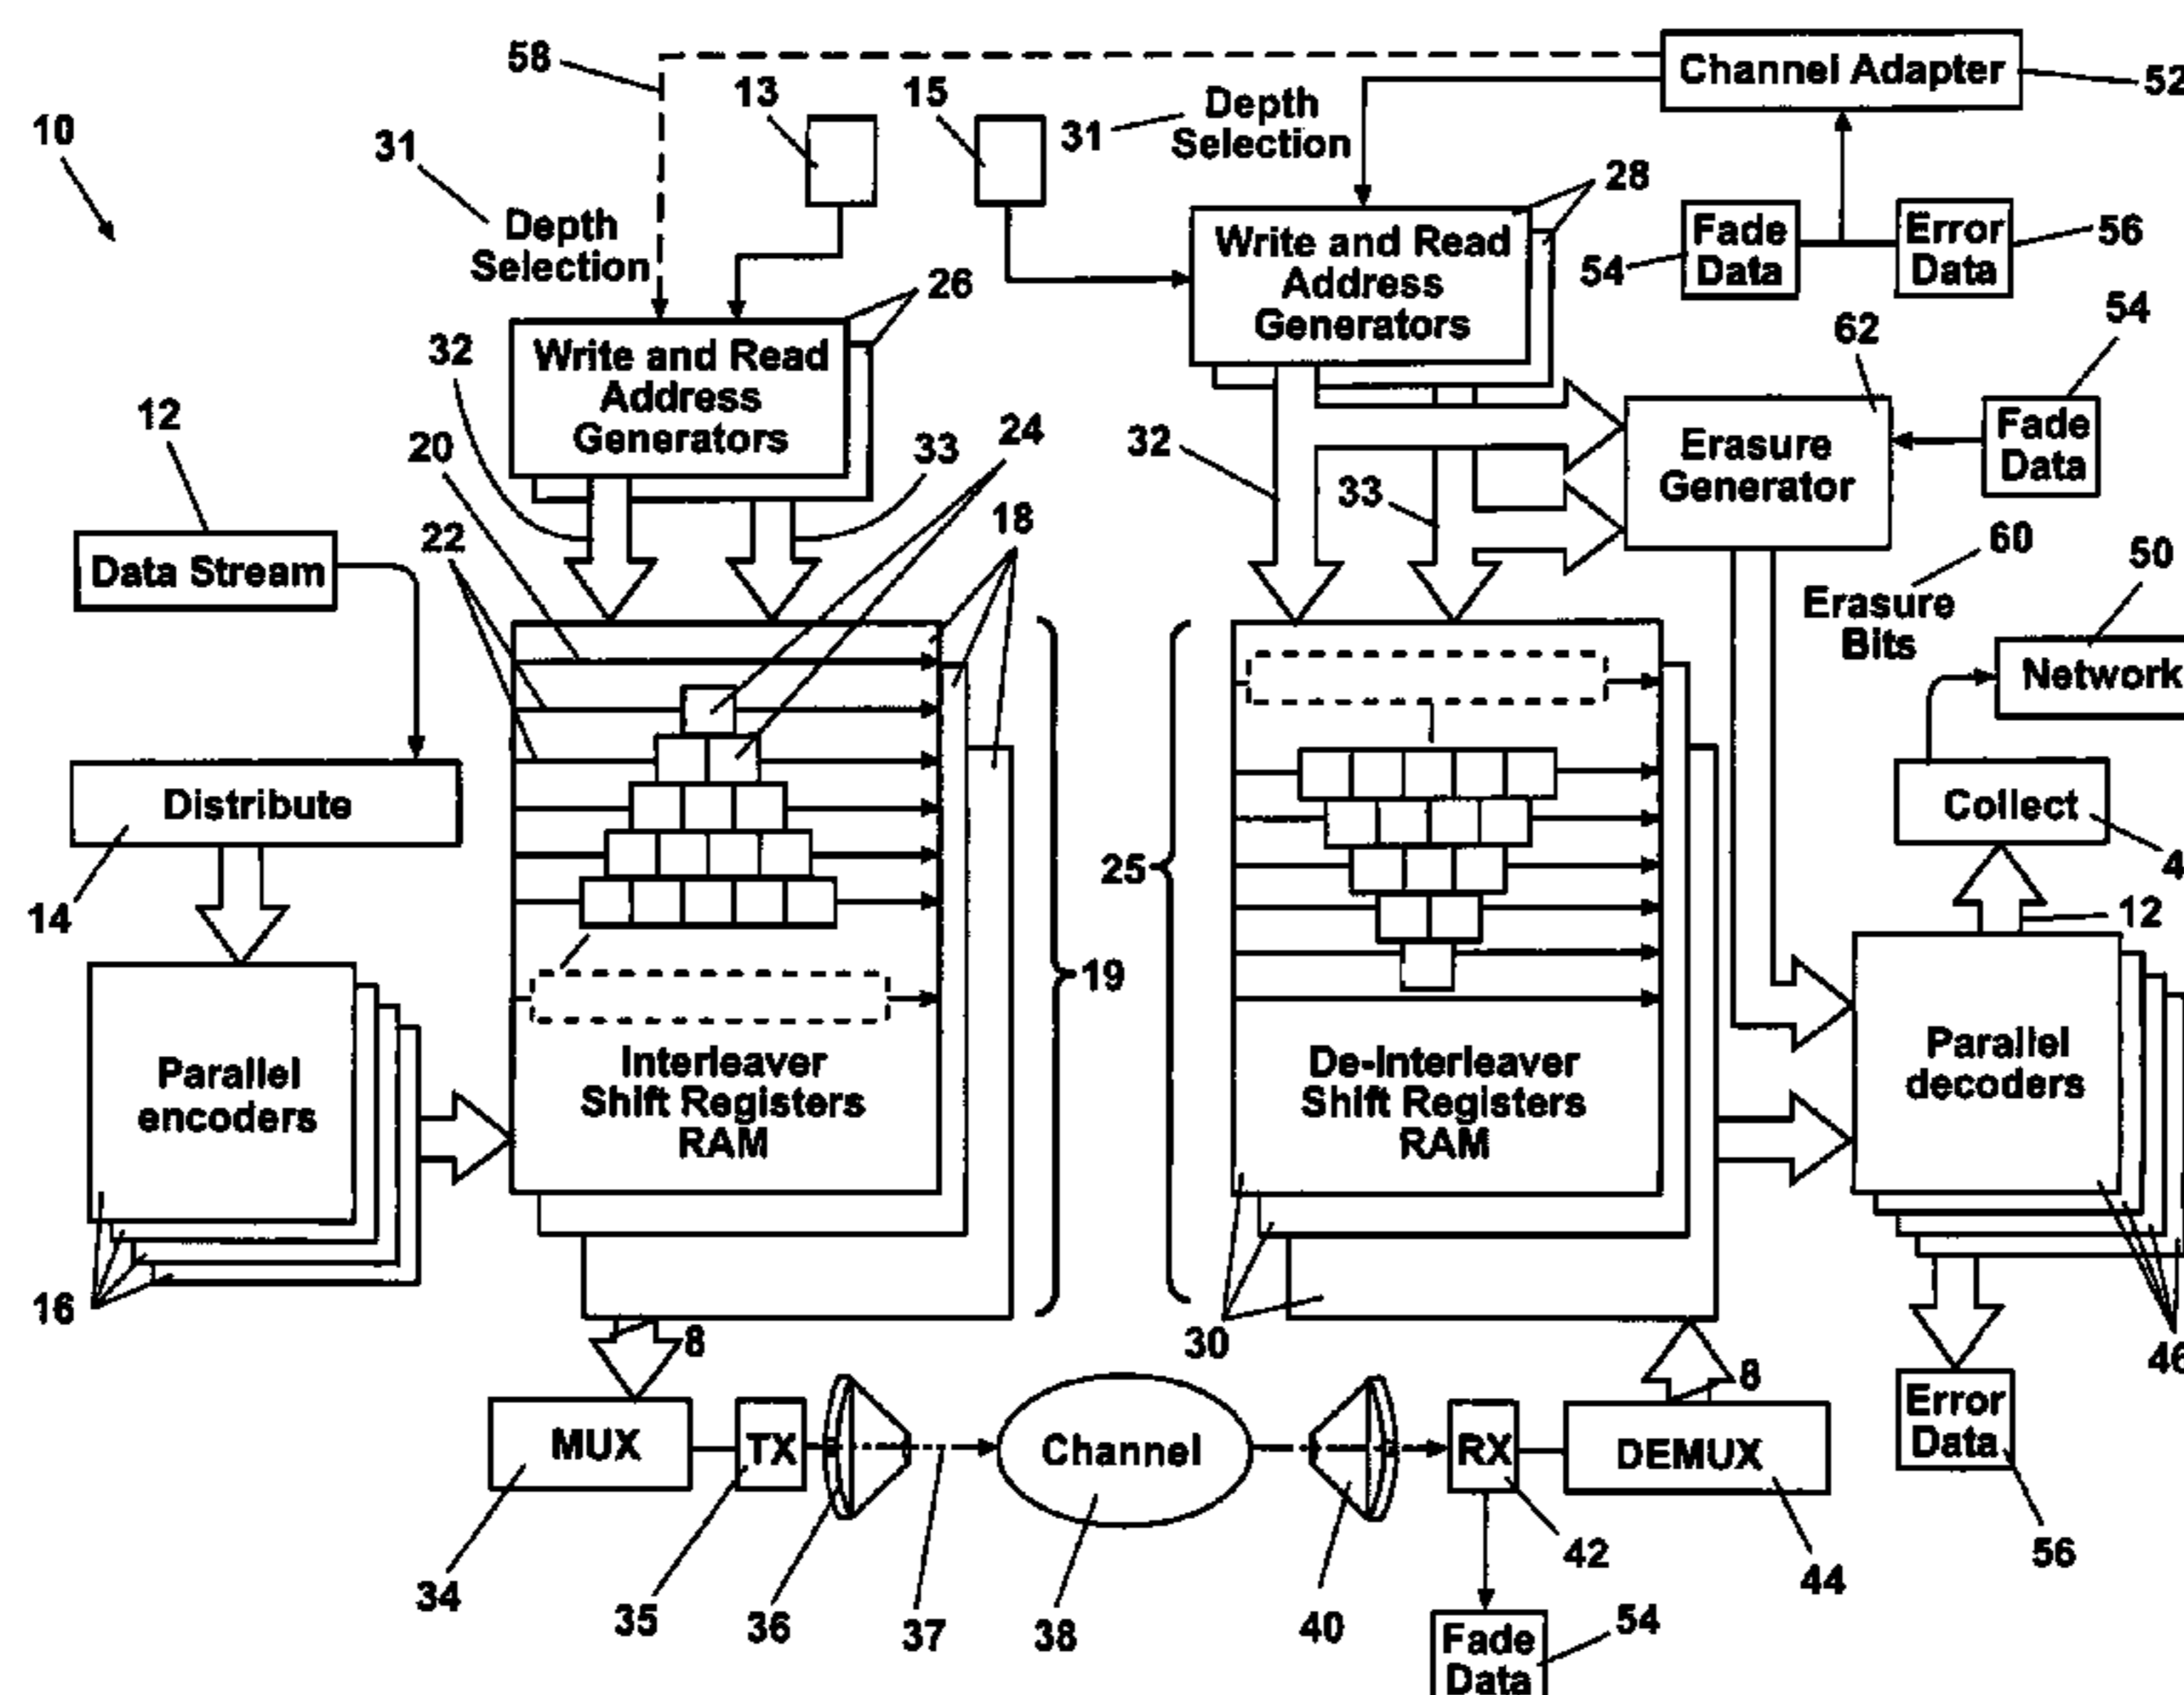 58
13
15
31
Depth
Selection
Channel Adapter
52
10
31
Depth
Selection
28
Write and Read
Address
Generators
Fade
Data
54
Error
Data
56
26
32
Write and Read
Address
Generators
62
54
12
20
24
33
32
33
Erasure
Generator
Fade
Data
22
18
60
50
Data Stream
Erasure
Bits
Network
Distribute
14
25
19
Collect
4
12
Parallel
encoders
Interleaver
Shift Registers
RAM
De-Interleaver
Shift Registers
RAM
Parallel
decoders
16
8
30
8
46
MUX
TX
Channel
RX
DEMUX
Error
Data
34
35
36
37
38
40
42
44
56
Fade
Data
54